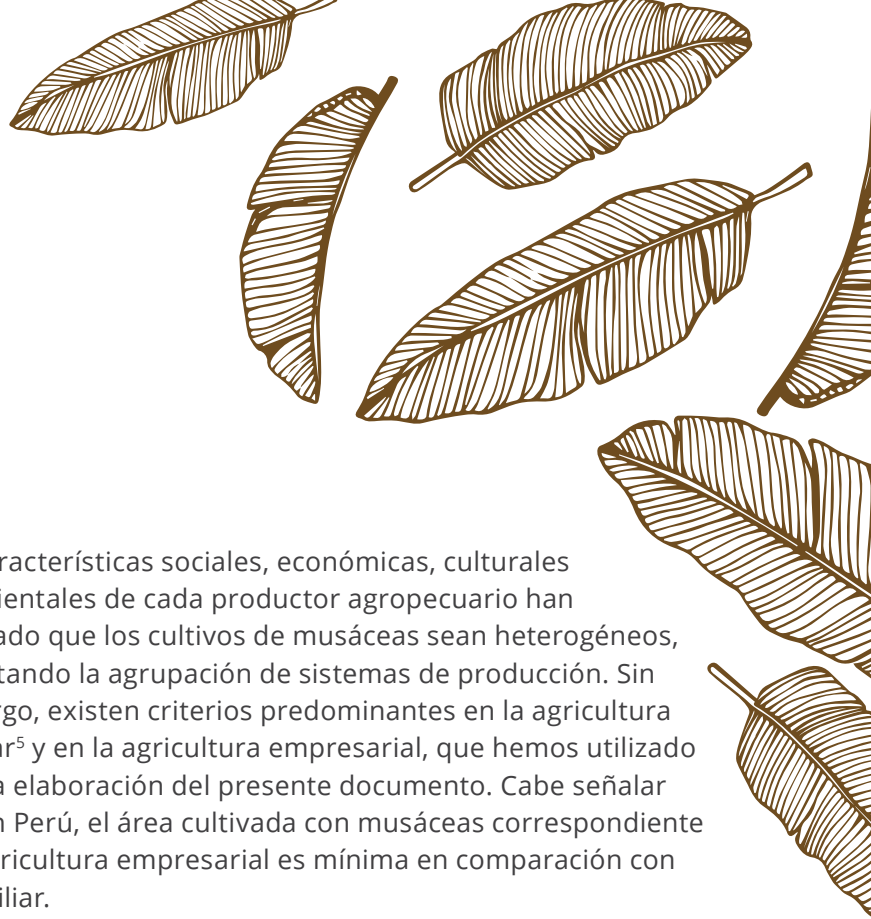 racterísticas sociales, económicas, culturales
ientales de cada productor agropecuario han
ado que los cultivos de musáceas sean heterogéneos,
tando la agrupación de sistemas de producción. Sin
rgo, existen criterios predominantes en la agricultura
ar⁵ y en la agricultura empresarial, que hemos utilizado
a elaboración del presente documento. Cabe señalar
n Perú, el área cultivada con musáceas correspondiente
ricultura empresarial es mínima en comparación con
iliar.